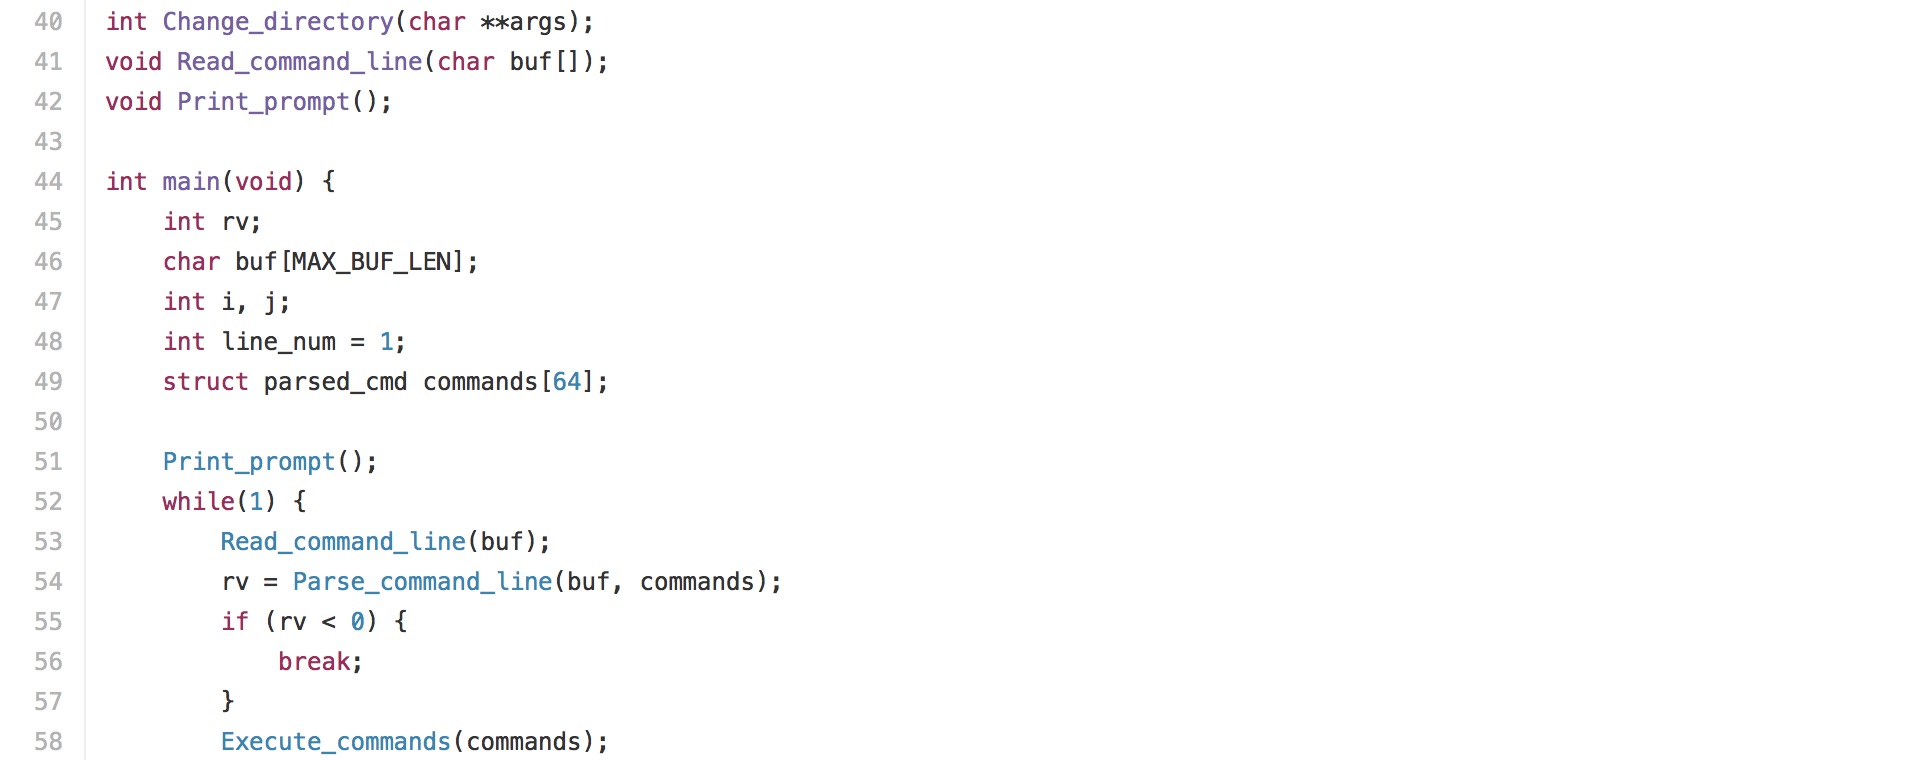 40 int Change_directory(char **args);
41 void Read_command_line(char buf[]);
42 void Print_prompt();
43
44 int main(void) {
45     int rv;
46     char buf[MAX_BUF_LEN];
47     int i, j;
48     int line_num = 1;
49     struct parsed_cmd commands[64];
50
51     Print_prompt();
52     while(1) {
53         Read_command_line(buf);
54         rv = Parse_command_line(buf, commands);
55         if (rv < 0) {
56             break;
57         }
58         Execute_commands(commands);